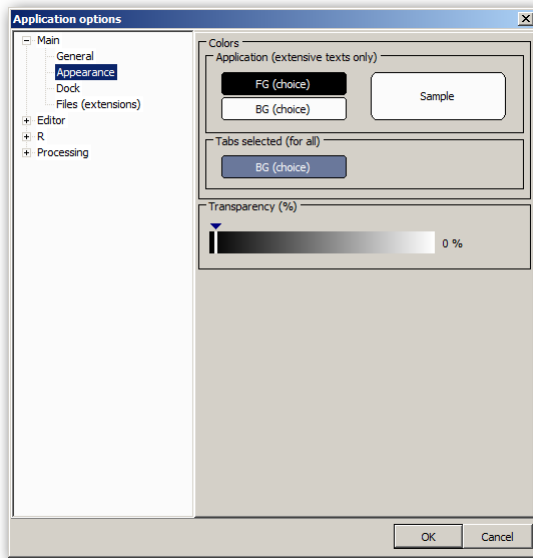 Application options
Main
General
Appearance
Dock
Files (extensions)
Editor
R
Processing
Colors
Application (extensive texts only)
FG (choice)
BG (choice)
Sample
Tabs selected (for all)
BG (choice)
Transparency (%)
0 %
OK
Cancel